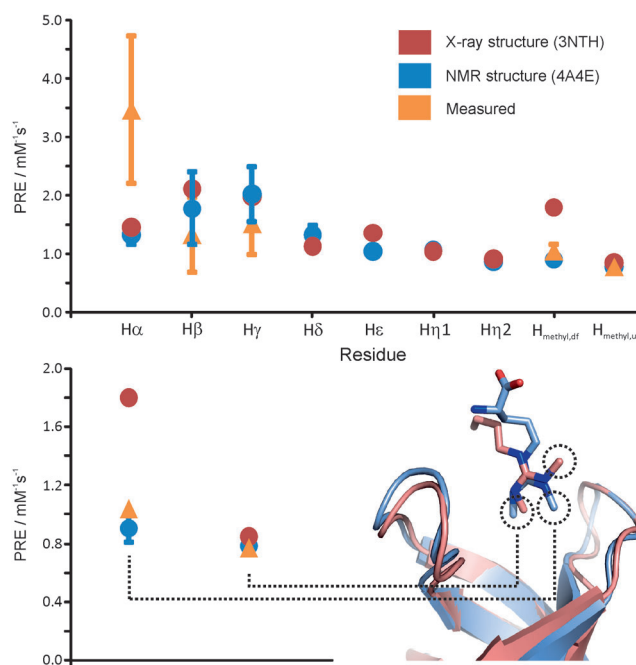 5.0
4.0
3.0
2.0
1.0
0.0
PRE / mM⁻¹s⁻¹
X-ray structure (3NTH)
NMR structure (4A4E)
Measured
Hα Hβ Hγ Hδ Hε Hη1 Hη2 Hmethyl,df Hmethyl,u
Residue
2.0
1.6
1.2
0.8
0.4
0.0
PRE / mM⁻¹s⁻¹